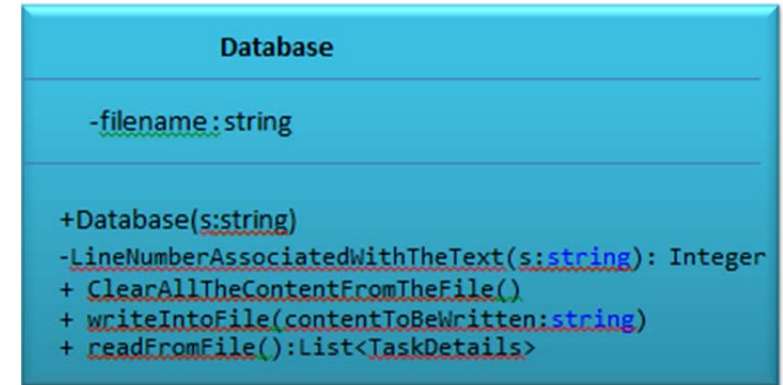 Database
-filename:string
+Database(s:string)
-LineNumberAssociatedWithTheText(s:string): Integer
+ ClearAllTheContentFromTheFile()
+ writeIntoFile(contentToBeWritten:string)
+ readFromFile():List<TaskDetails>